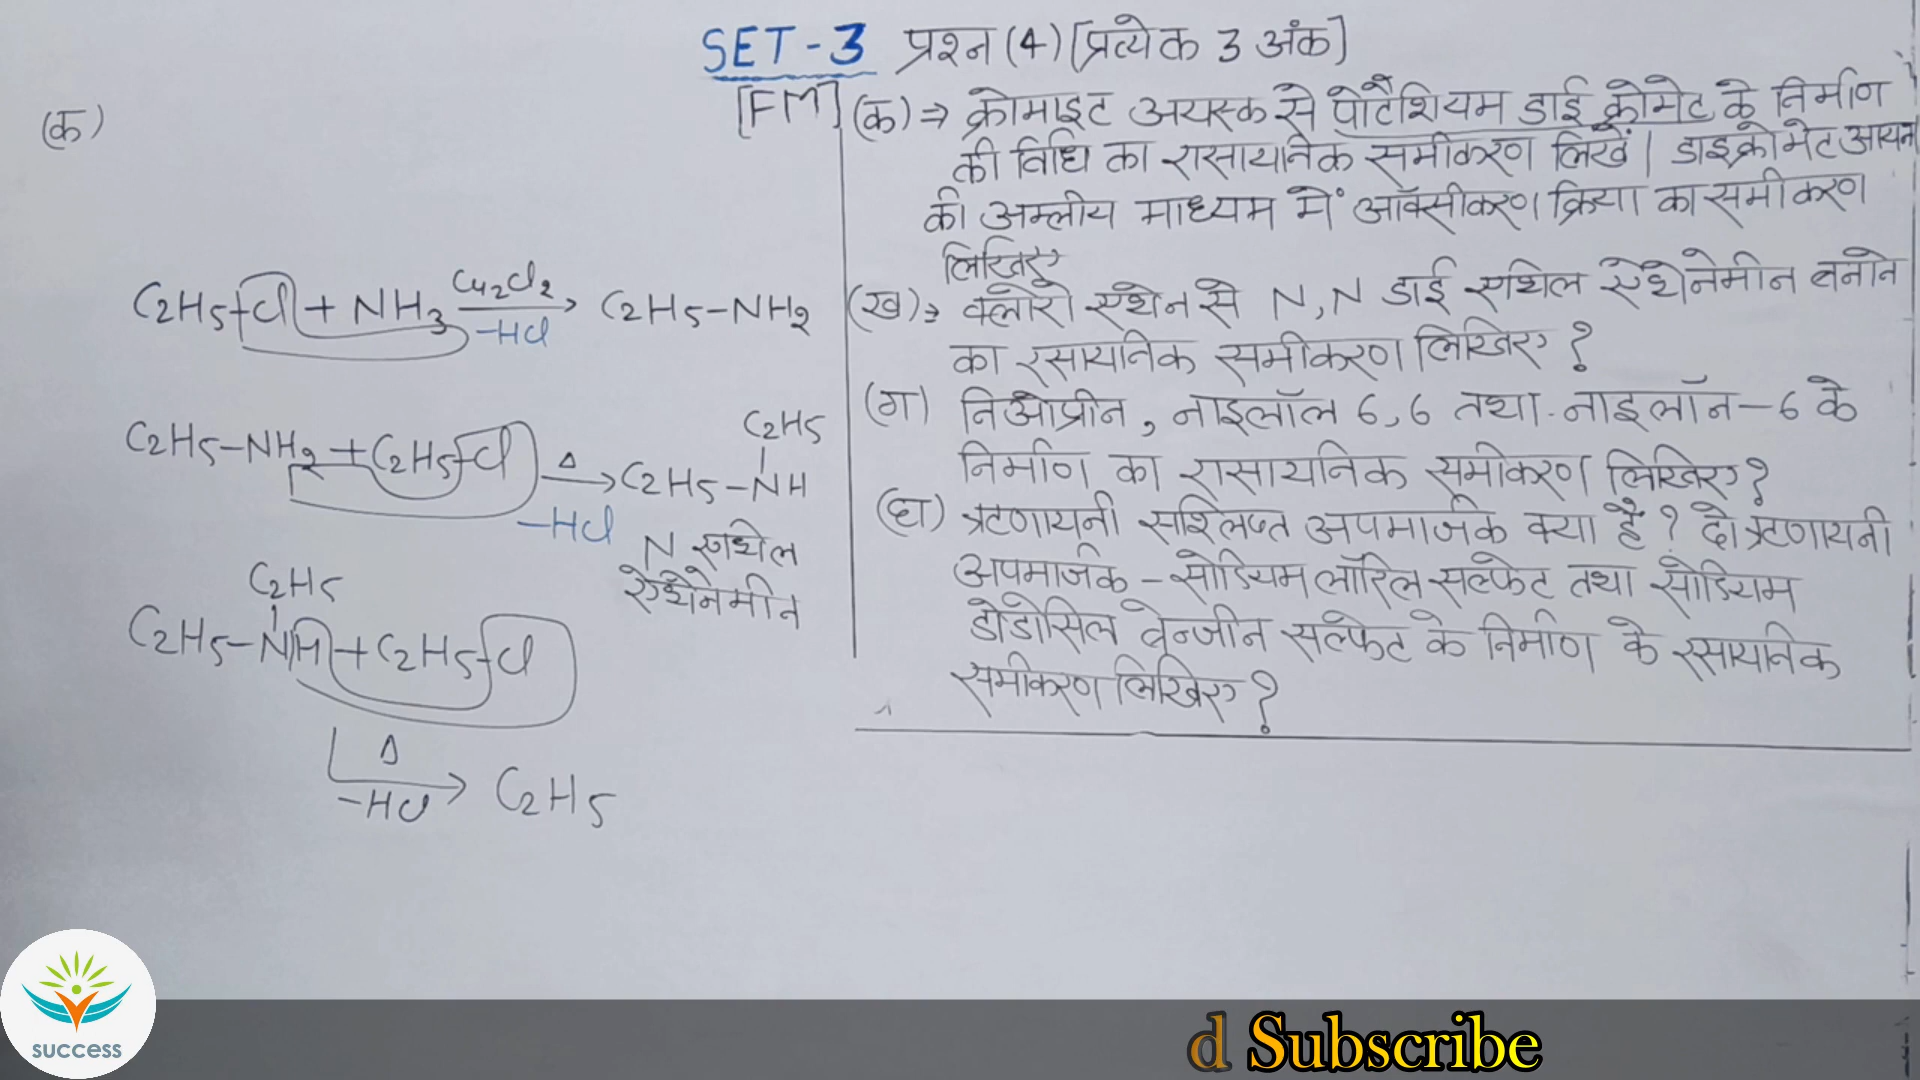 SET-3 प्रश्न (4) [प्रत्येक 3 अंक]
[FM] (क) ⇒ क्रोमाइट अयस्क से पोटैशियम डाई क्रोमेट के निर्माण
की विधि का रासायनिक समीकरण लिखें। डाइक्रोमेट आयन
की अम्लीय माध्यम में ऑक्सीकरण क्रिया का समीकरण
लिखिए
(ख) ⇒ क्लोरो एथेन से N, N डाई एथिल ऐथेनेमीन बनाने
का रसायनिक समीकरण लिखिए?
(ग) निओप्रीन, नाइलॉल 6,6 तथा नाइलॉन-6 के
निर्माण का रासायनिक समीकरण लिखिए?
(घ) ऋणायनी संश्लिष्त अपमार्जक क्या है? दो ऋणायनी
अपमार्जक - सोडियम लॉरिल सल्फेट तथा सोडियम
डोडेसिल बेन्जीन सल्फेट के निर्माण के रसायनिक
समीकरण लिखिए?
(क)
C2H5-Cl + NH3 Cu2Cl2 → C2H5-NH2
-HCl
C2H5
C2H5-NH2 + C2H5-Cl Δ → C2H5-NH
-HCl
N एथिल
ऐथेनेमीन
C2H5
C2H5-NH + C2H5-Cl
Δ
-HCl → C2H5
success
d Subscribe